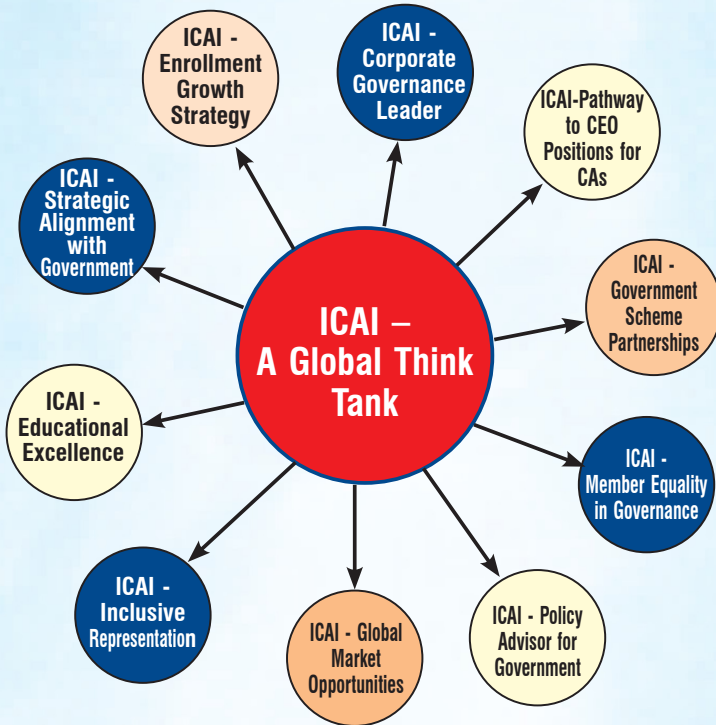 ICAI -
Enrollment
Growth
Strategy
ICAI -
Corporate
Governance
Leader
ICAI-Pathway
to CEO
Positions for
CAs
ICAI -
Strategic
Alignment
with
Government
ICAI -
Government
Scheme
Partnerships
ICAI –
A Global Think
Tank
ICAI -
Educational
Excellence
ICAI -
Member Equality
in Governance
ICAI -
Inclusive
Representation
ICAI - Global
Market
Opportunities
ICAI - Policy
Advisor for
Government